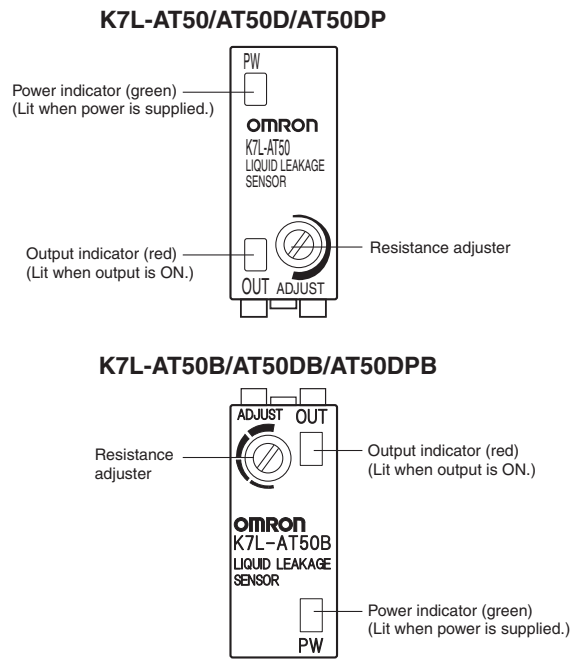 K7L-AT50/AT50D/AT50DP
PW
Power indicator (green)
(Lit when power is supplied.)
OMRON
K7L-AT50
LIQUID LEAKAGE
SENSOR
Output indicator (red)
(Lit when output is ON.)
Resistance adjuster
OUT ADJUST
K7L-AT50B/AT50DB/AT50DPB
ADJUST OUT
Resistance
adjuster
Output indicator (red)
(Lit when output is ON.)
OMRON
K7L-AT50B
LIQUID LEAKAGE
SENSOR
Power indicator (green)
(Lit when power is supplied.)
PW